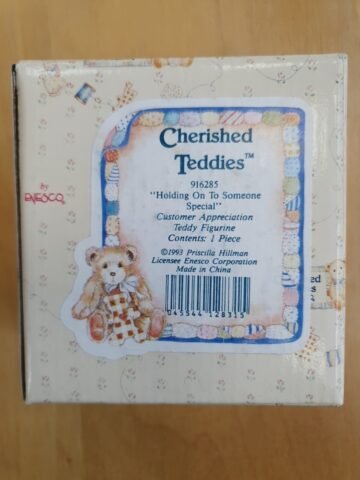 Cherished
Teddies™
916285
"Holding On To Someone
Special"
Customer Appreciation
Teddy Figurine
Contents: 1 Piece
©1993 Priscilla Hillman
Licensee Enesco Corporation
Made in China
by
ENESCO